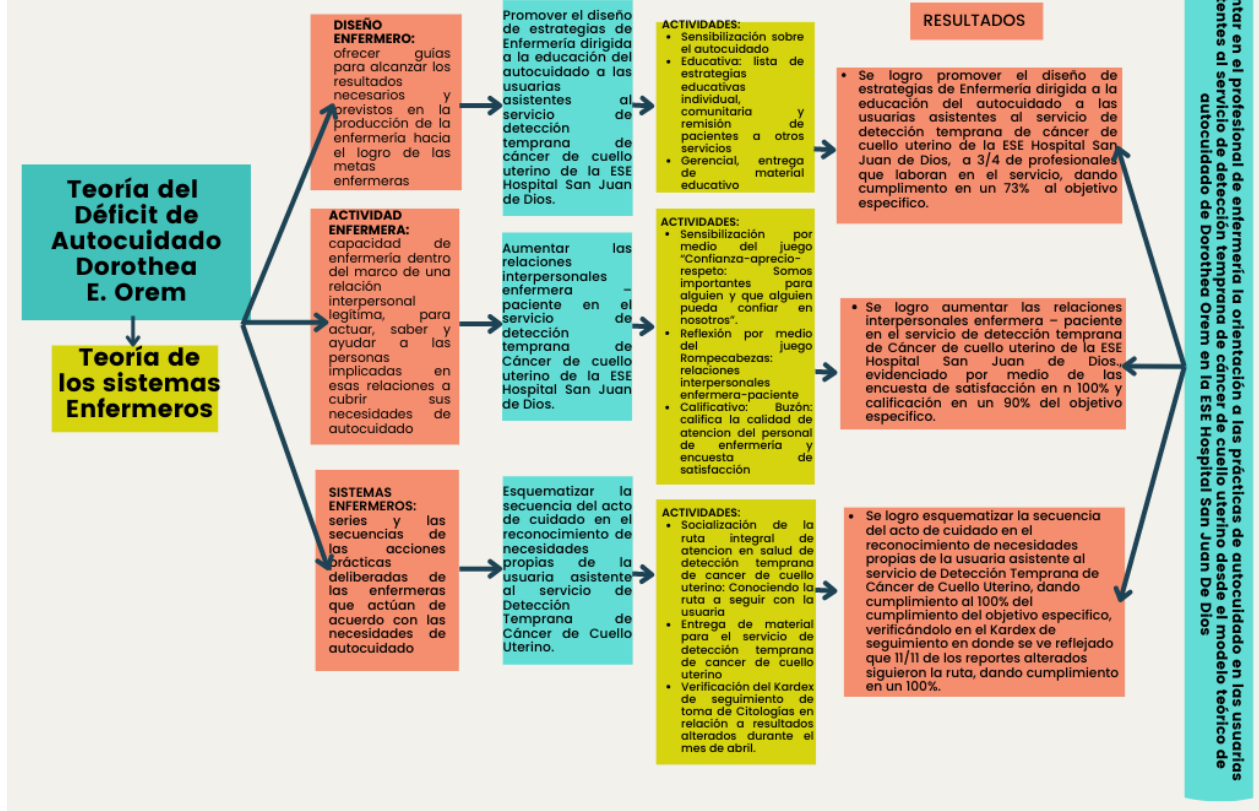 Teoría del
Déficit de
Autocuidado
Dorothea
E. Orem
Teoría de
los sistemas
Enfermeros
DISEÑO
ENFERMERO:
ofrecer guías
para alcanzar los
resultados
necesarios y
previstos en la
producción de la
enfermería hacia
el logro de las
metas
enfermeras
Promover el diseño
de estrategias de
Enfermería dirigida
a la educación del
autocuidado a las
usuarias
asistentes al
servicio de
detección
temprana de
cáncer de cuello
uterino de la ESE
Hospital San Juan
de Dios.
ACTIVIDADES:
• Sensibilización sobre
el autocuidado
• Educativa: lista de
estrategias
educativas
individual,
comunitaria y
remisión de
pacientes a otros
servicios
• Gerencial, entrega
de material
educativo
RESULTADOS
• Se logro promover el diseño de
estrategias de Enfermería dirigida a la
educación del autocuidado a las
usuarias asistentes al servicio de
detección temprana de cáncer de
cuello uterino de la ESE Hospital San
Juan de Dios, a 3/4 de profesionales
que laboran en el servicio, dando
cumplimento en un 73% al objetivo
especifico.
ACTIVIDAD
ENFERMERA:
capacidad de
enfermería dentro
del marco de una
relación
interpersonal
legítima, para
actuar, saber y
ayudar a las
personas
implicadas en
esas relaciones a
cubrir sus
necesidades de
autocuidado
Aumentar las
relaciones
interpersonales
enfermera –
paciente en el
servicio de
detección
temprana de
Cáncer de cuello
uterino de la ESE
Hospital San Juan
de Dios.
ACTIVIDADES:
• Sensibilización por
medio del juego
"Confianza-aprecio-
respeto: Somos
importantes para
alguien y que alguien
pueda confiar en
nosotros".
• Reflexión por medio
del juego
Rompecabezas:
relaciones
interpersonales
enfermera-paciente
• Calificativo: Buzón:
califica la calidad de
atencion del personal
de enfermería y
encuesta de
satisfacción
• Se logro aumentar las relaciones
interpersonales enfermera – paciente
en el servicio de detección temprana
de Cáncer de cuello uterino de la ESE
Hospital San Juan de Dios.,
evidenciado por medio de las
encuesta de satisfacción en n 100% y
calificación en un 90% del objetivo
especifico.
SISTEMAS
ENFERMEROS:
series y las
secuencias de
las acciones
prácticas
deliberadas de
las enfermeras
que actúan de
acuerdo con las
necesidades de
autocuidado
Esquematizar la
secuencia del acto
de cuidado en el
reconocimiento de
necesidades
propias de la
usuaria asistente
al servicio de
Detección
Temprana de
Cáncer de Cuello
Uterino.
ACTIVIDADES:
• Socialización de la
ruta integral de
atencion en salud de
detección temprana
de cancer de cuello
uterino: Conociendo la
ruta a seguir con la
usuaria
• Entrega de material
para el servicio de
detección temprana
de cancer de cuello
uterino
• Verificación del Kardex
de seguimiento de
toma de Citologías en
relación a resultados
alterados durante el
mes de abril.
• Se logro esquematizar la secuencia
del acto de cuidado en el
reconocimiento de necesidades
propias de la usuaria asistente al
servicio de Detección Temprana de
Cáncer de Cuello Uterino, dando
cumplimiento al 100% del
cumplimiento del objetivo especifico,
verificándolo en el Kardex de
seguimiento en donde se ve reflejado
que 11/11 de los reportes alterados
siguieron la ruta, dando cumplimiento
en un 100%.
en el profesional de enfermería la orientación a las prácticas de autocuidado en las usuarias
al servicio de detección temprana de cáncer de cuello uterino desde el modelo teórico de
autocuidado de Dorothea Orem en la ESE Hospital San Juan De Dios